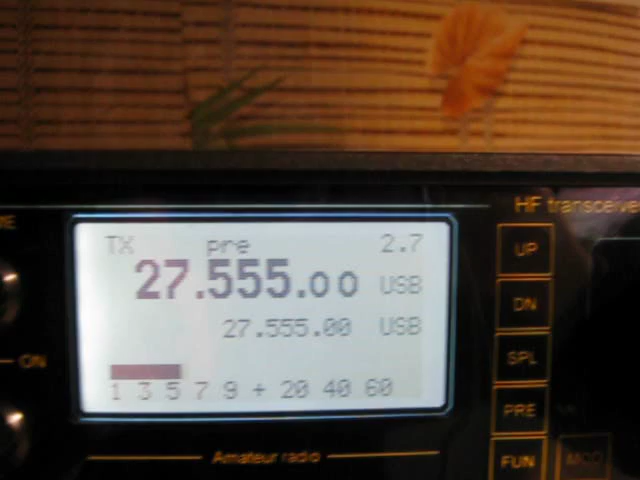 HF transceive
TX pre 2.7
27.555.00 USB
27.555.00 USB
1 3 5 7 9 + 20 40 60
ON
UP
DN
SPL
PRE
FUN
Amateur radio